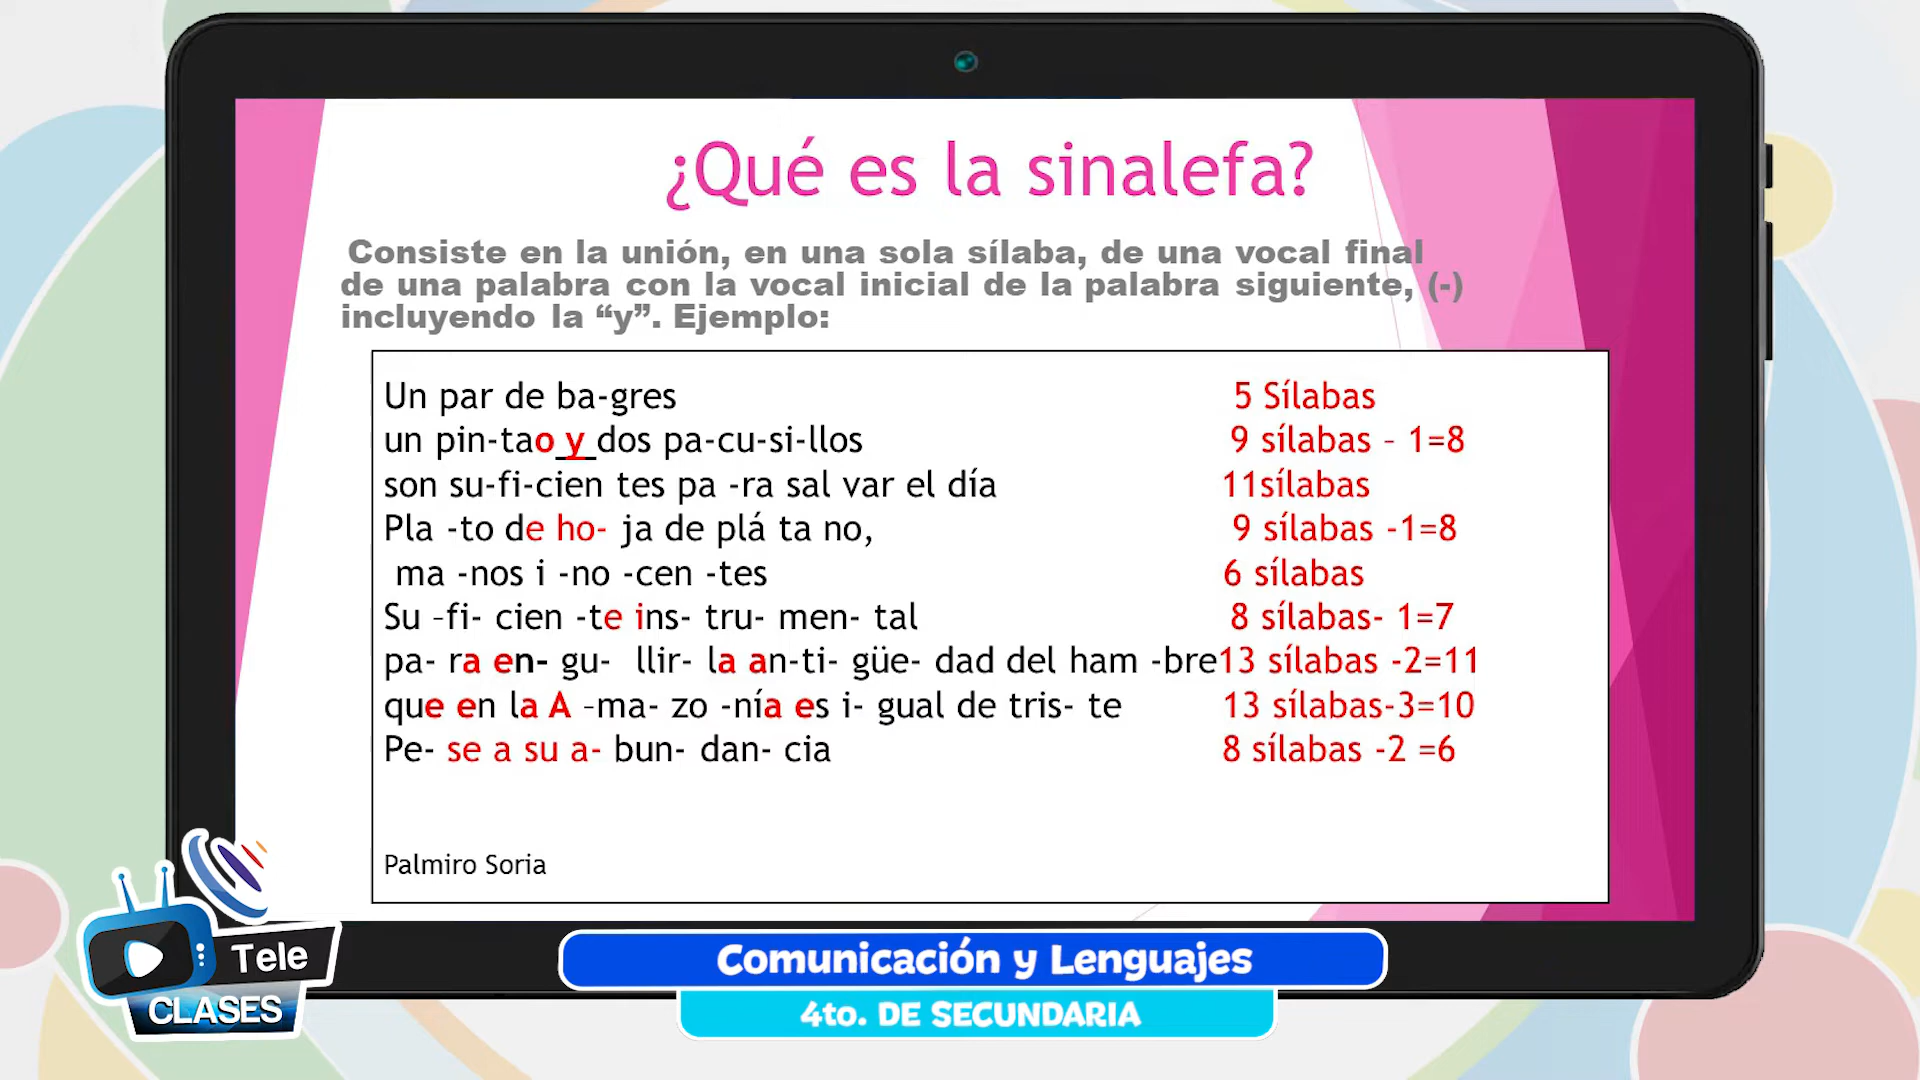 ¿Qué es la sinalefa?
Consiste en la unión, en una sola sílaba, de una vocal final
de una palabra con la vocal inicial de la palabra siguiente, (-)
incluyendo la “y”. Ejemplo:
Un par de ba-gres 5 Sílabas
un pin-tao y dos pa-cu-si-llos 9 sílabas – 1=8
son su-fi-cien tes pa -ra sal var el día 11sílabas
Pla -to de ho- ja de plá ta no, 9 sílabas -1=8
ma -nos i -no -cen -tes 6 sílabas
Su –fi- cien -te ins- tru- men- tal 8 sílabas- 1=7
pa- ra en- gu- llir- la an-ti- güe- dad del ham -bre13 sílabas -2=11
que en la A –ma- zo -nía es i- gual de tris- te 13 sílabas-3=10
Pe- se a su a- bun- dan- cia 8 sílabas -2 =6
Palmiro Soria
Tele
CLASES
Comunicación y Lenguajes
4to. DE SECUNDARIA